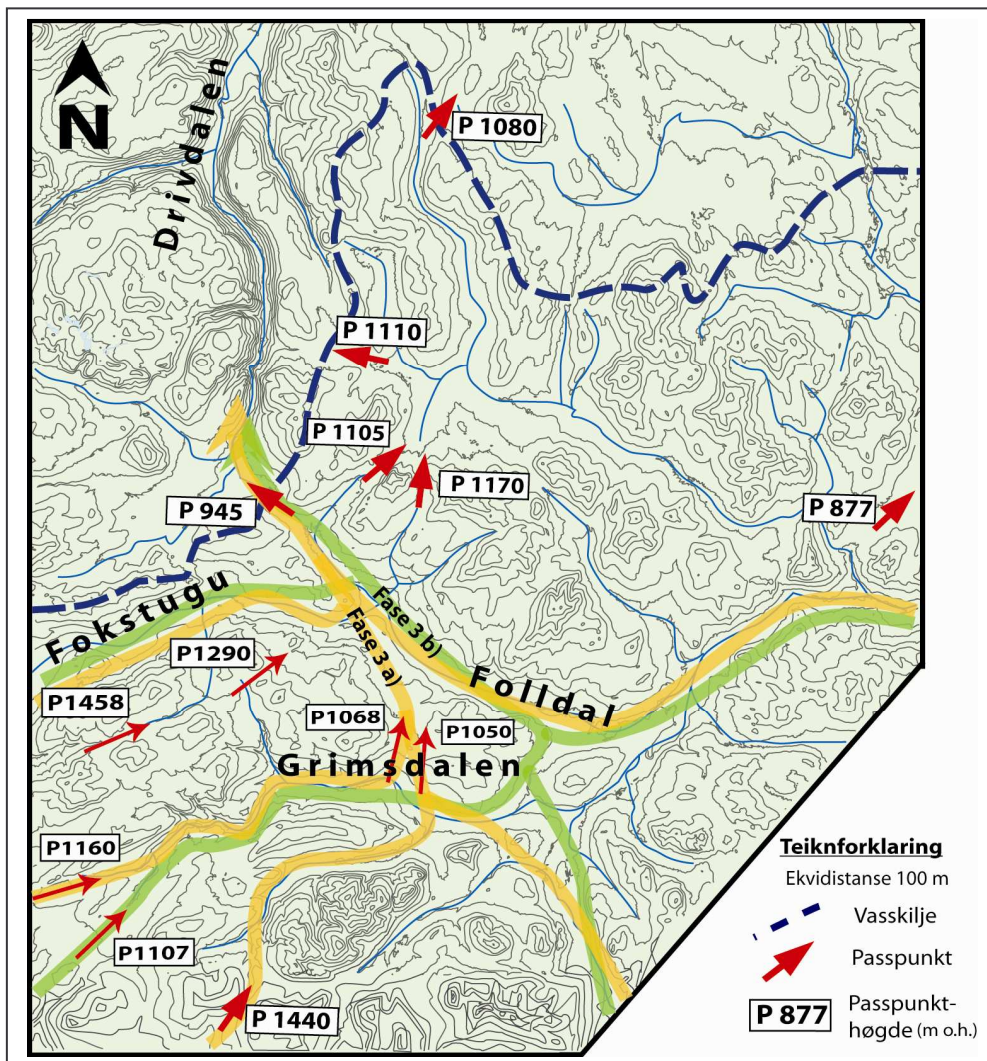 N
Drivdalen
P 1080
P 1110
P 1105
P 1170
P 945
P 877
Fokstugu
Fase 3 b)
Fase 3 a)
P1290
P1458
Folldal
P1068
P1050
Grimsdalen
P1160
P1107
P 1440
Teiknforklaring
Ekvidistanse 100 m
Vasskilje
Passpunkt
P 877
Passpunkt-
høgde (m o.h.)